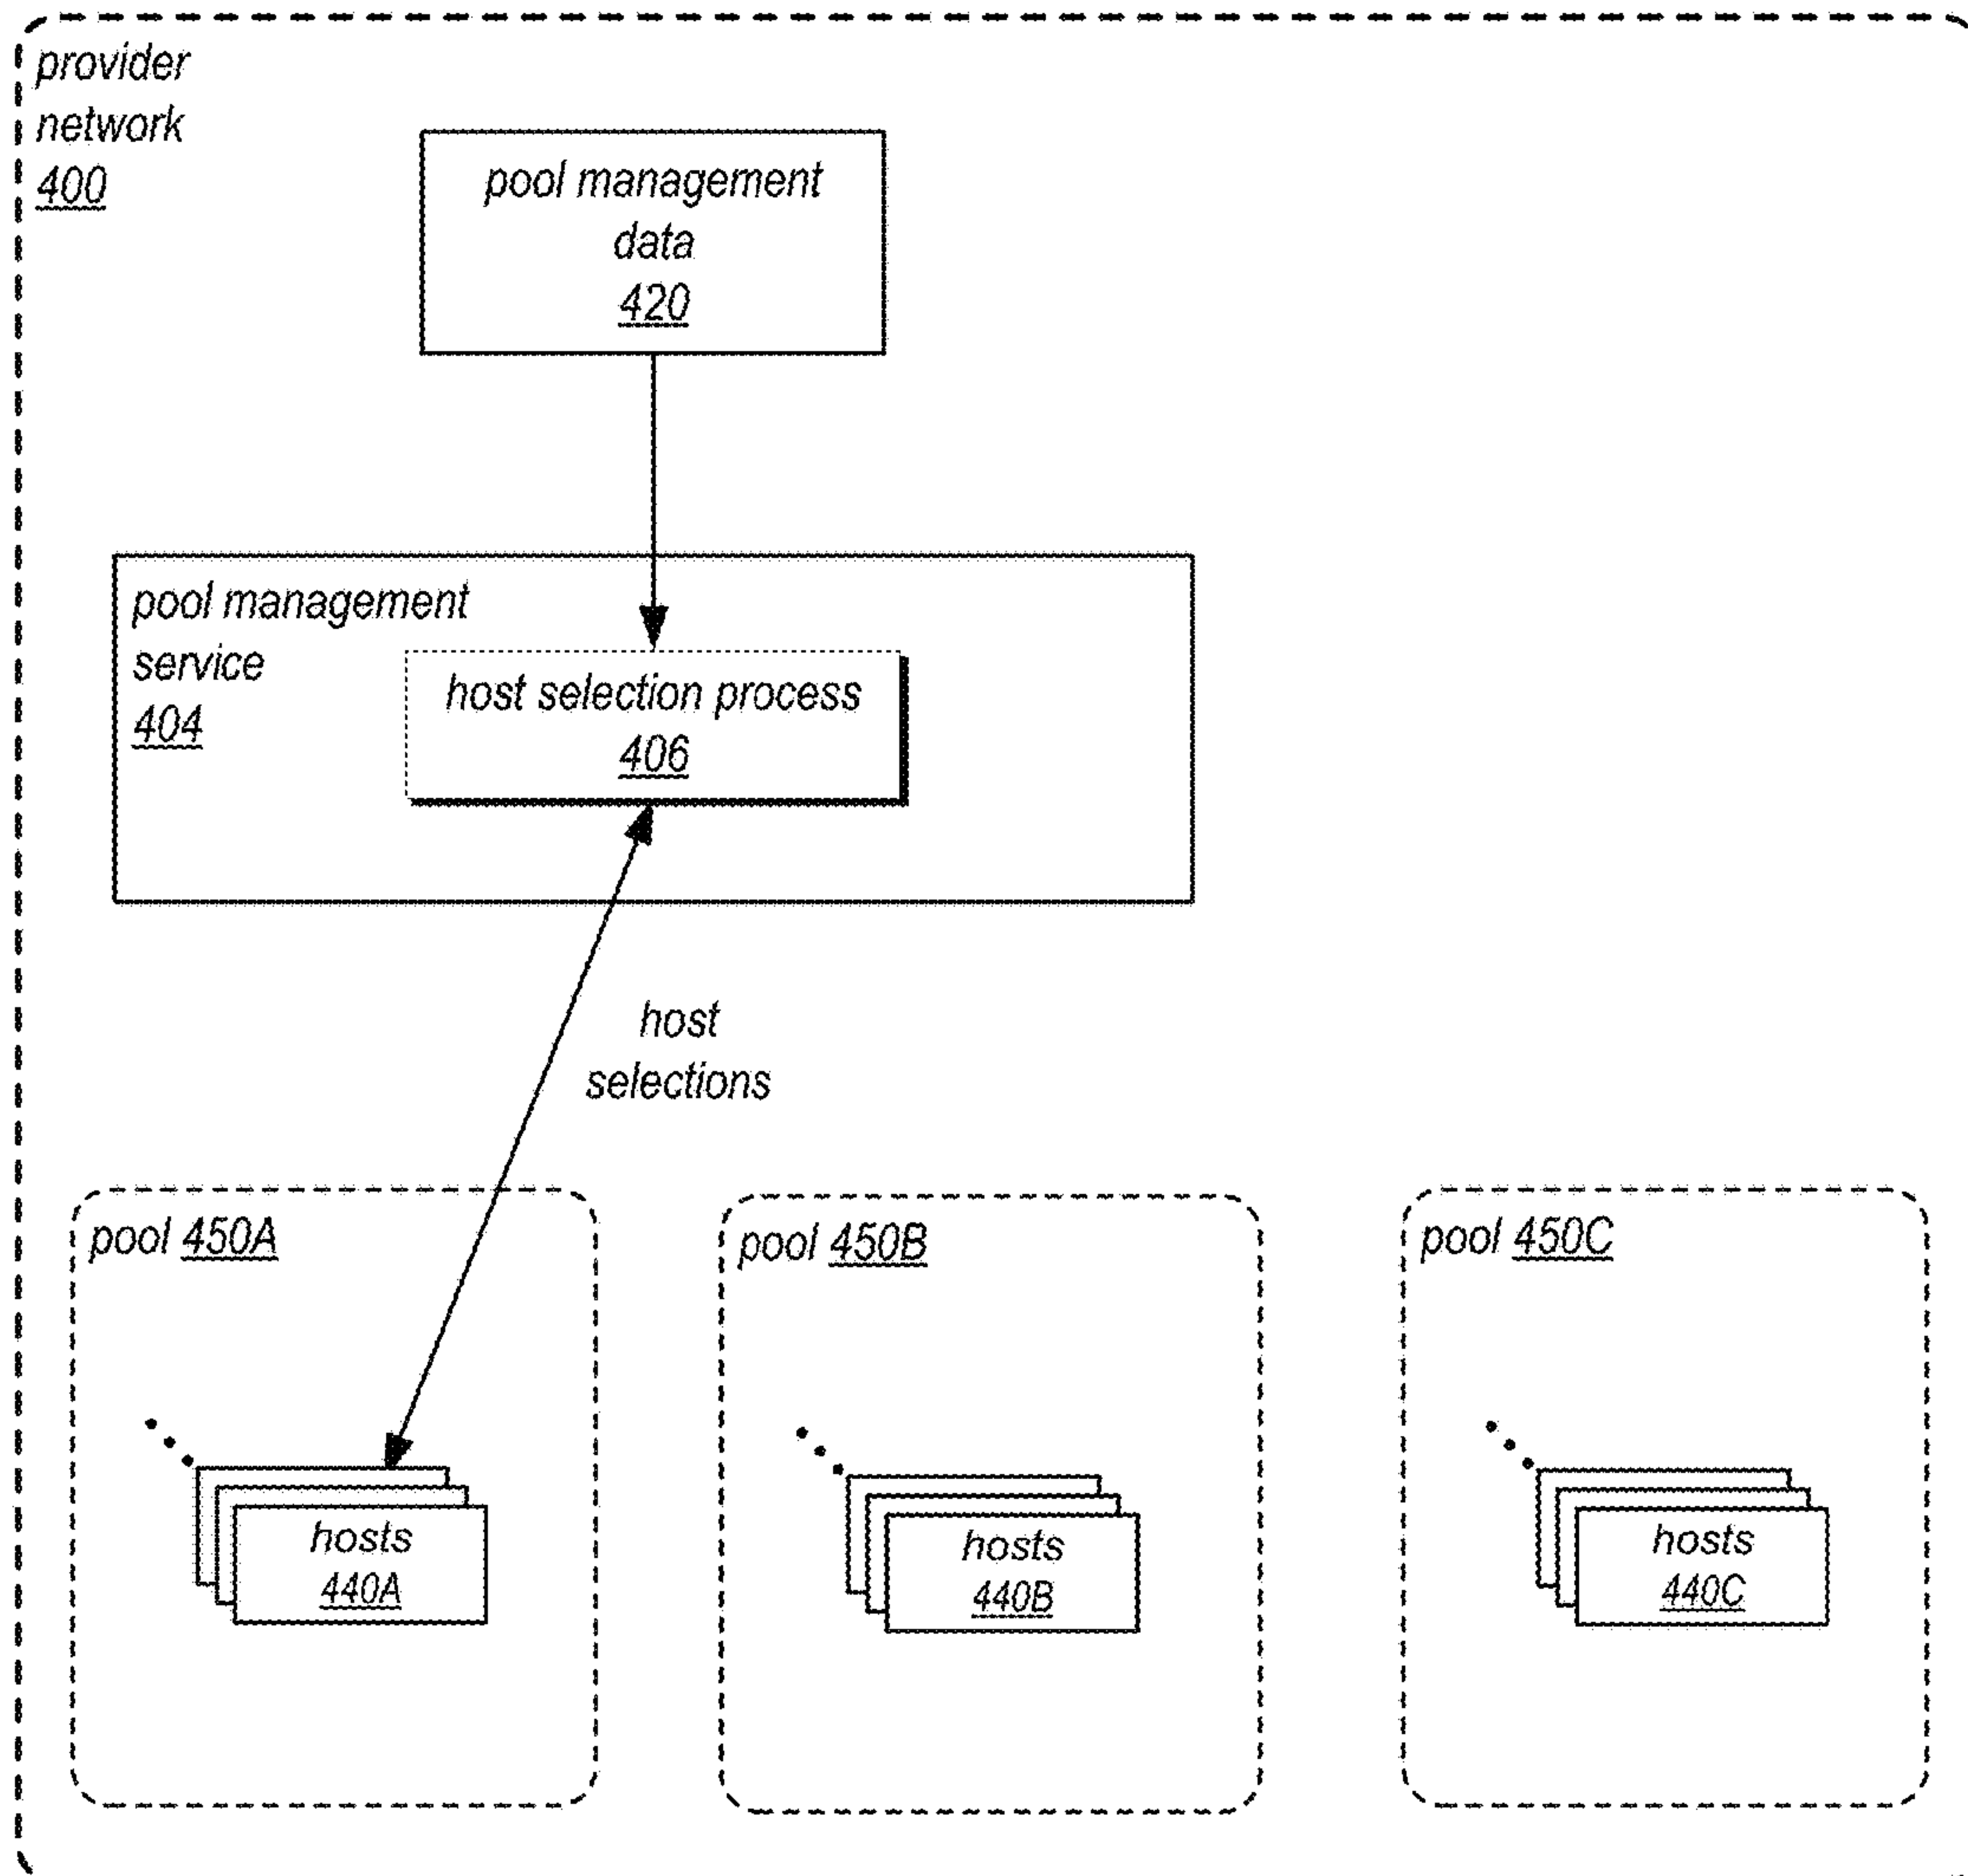 provider
network
400
pool management
data
420
pool management
service
404
host selection process
406
host
selections
pool 450A
pool 450B
pool 450C
hosts
440A
hosts
440B
hosts
440C